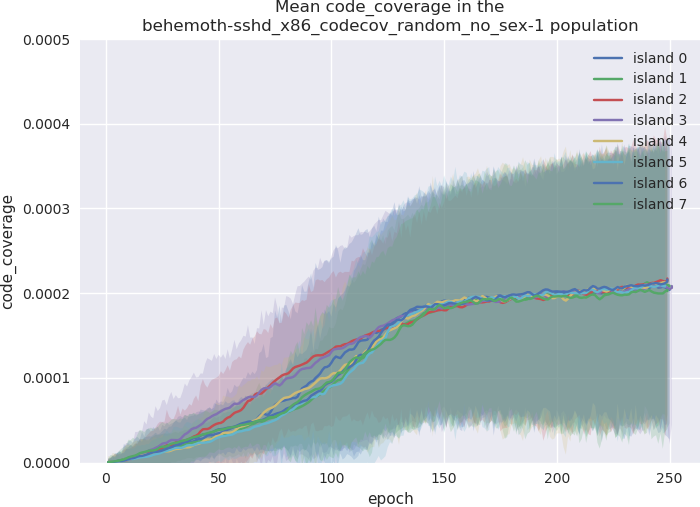 Mean code_coverage in the
behemoth-sshd_x86_codecov_random_no_sex-1 population
0.0005
0.0004
0.0003
0.0002
0.0001
0.0000
code_coverage
0
50
100
150
200
250
epoch
island 0
island 1
island 2
island 3
island 4
island 5
island 6
island 7